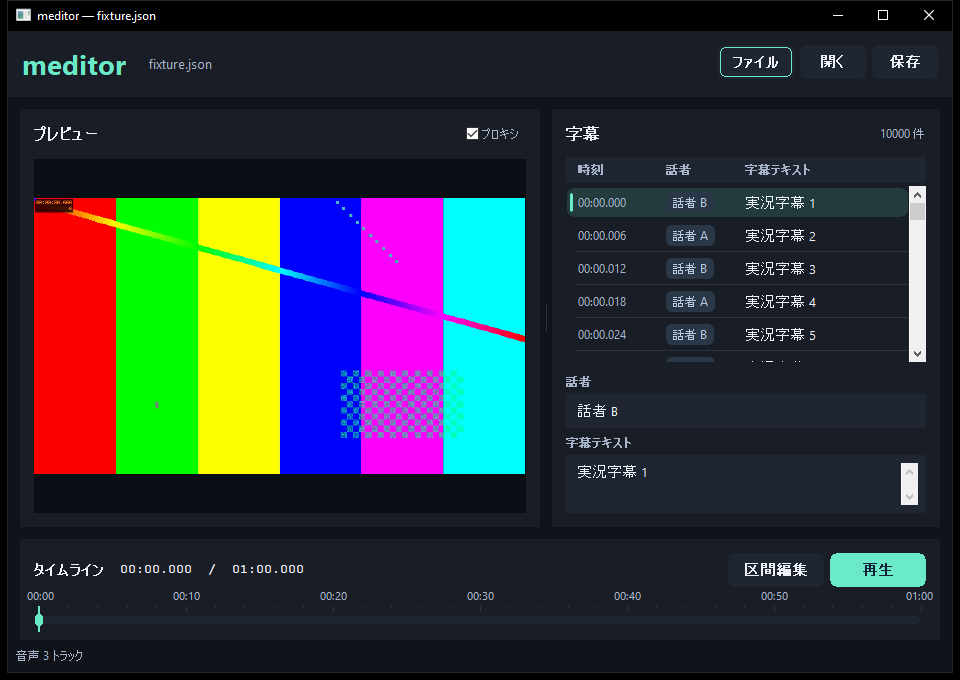 meditor — fixture.json
meditor fixture.json ファイル 開く 保存
プレビュー プロキシ
字幕 10000 件
時刻 話者 字幕テキスト
00:00.000 話者 B 実況字幕 1
00:00.006 話者 A 実況字幕 2
00:00.012 話者 B 実況字幕 3
00:00.018 話者 A 実況字幕 4
00:00.024 話者 B 実況字幕 5
話者
話者 B
字幕テキスト
実況字幕 1
タイムライン 00:00.000 / 01:00.000 区間編集 再生
00:00 00:10 00:20 00:30 00:40 00:50 01:00
音声 3 トラック